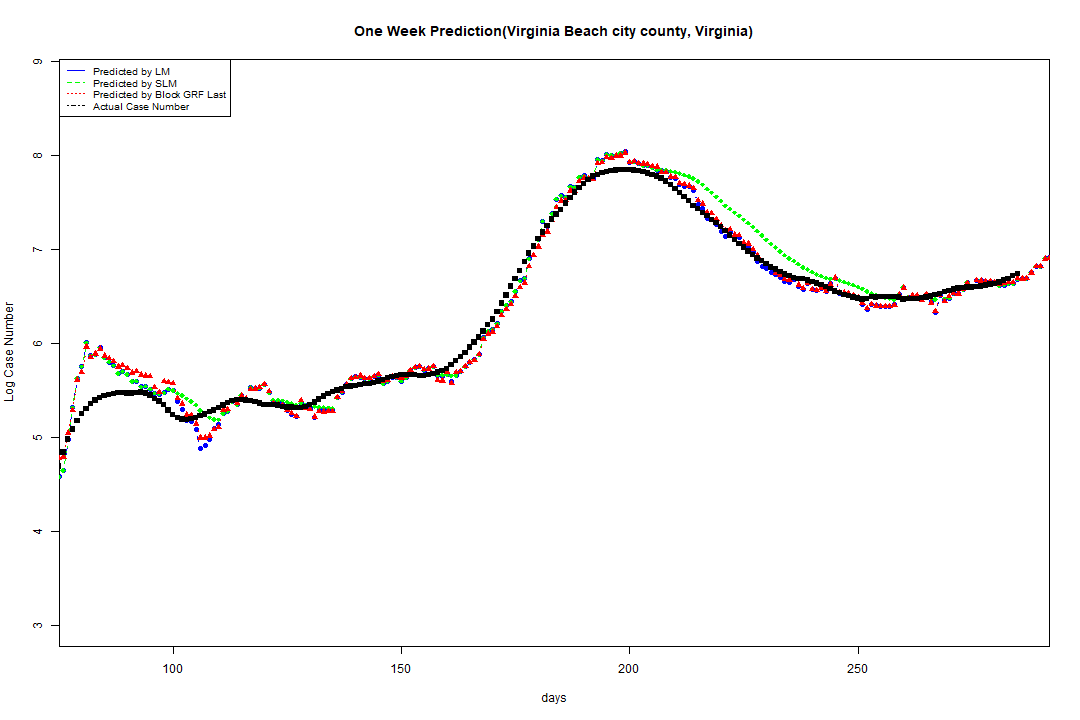 One Week Prediction(Virginia Beach city county, Virginia)
Predicted by LM
Predicted by SLM
Predicted by Block GRF Last
Actual Case Number
9
8
7
6
5
4
3
Log Case Number
100 150 200 250
days